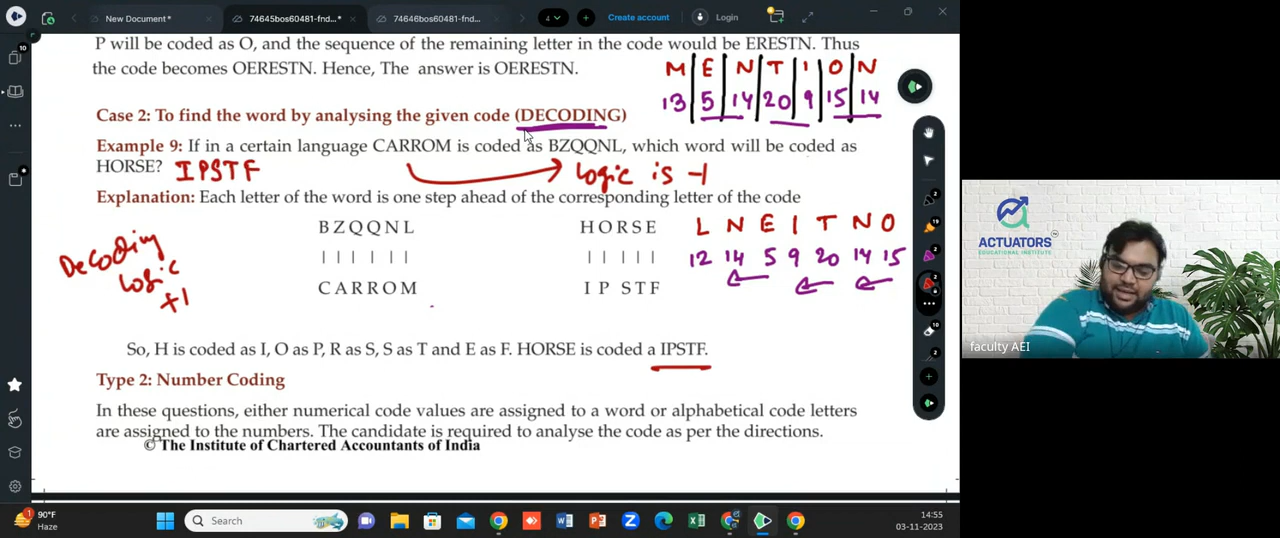 New Document*
74645bos60481-fnd...*
74646bos60481-fnd...
4
Create account
Login
P will be coded as O, and the sequence of the remaining letter in the code would be ERESTN. Thus
the code becomes OERESTN. Hence, The answer is OERESTN.
M E N T I O N
13 5 14 20 9 15 14
Case 2: To find the word by analysing the given code (DECODING)
Example 9: If in a certain language CARROM is coded as BZQQNL, which word will be coded as
HORSE? IPSTF
Logic is -1
Explanation: Each letter of the word is one step ahead of the corresponding letter of the code
BZQQNL HORSE
| | | | | | | | | | |
CARROM IP STF
L N E I T N O
12 14 5 9 20 14 15
Decoding
Logic
+1
So, H is coded as I, O as P, R as S, S as T and E as F. HORSE is coded a IPSTF.
Type 2: Number Coding
In these questions, either numerical code values are assigned to a word or alphabetical code letters
are assigned to the numbers. The candidate is required to analyse the code as per the directions.
© The Institute of Chartered Accountants of India
ACTUATORS
EDUCATIONAL INSTITUTE
faculty AEI
90°F
Haze
Search
14:55
03-11-2023